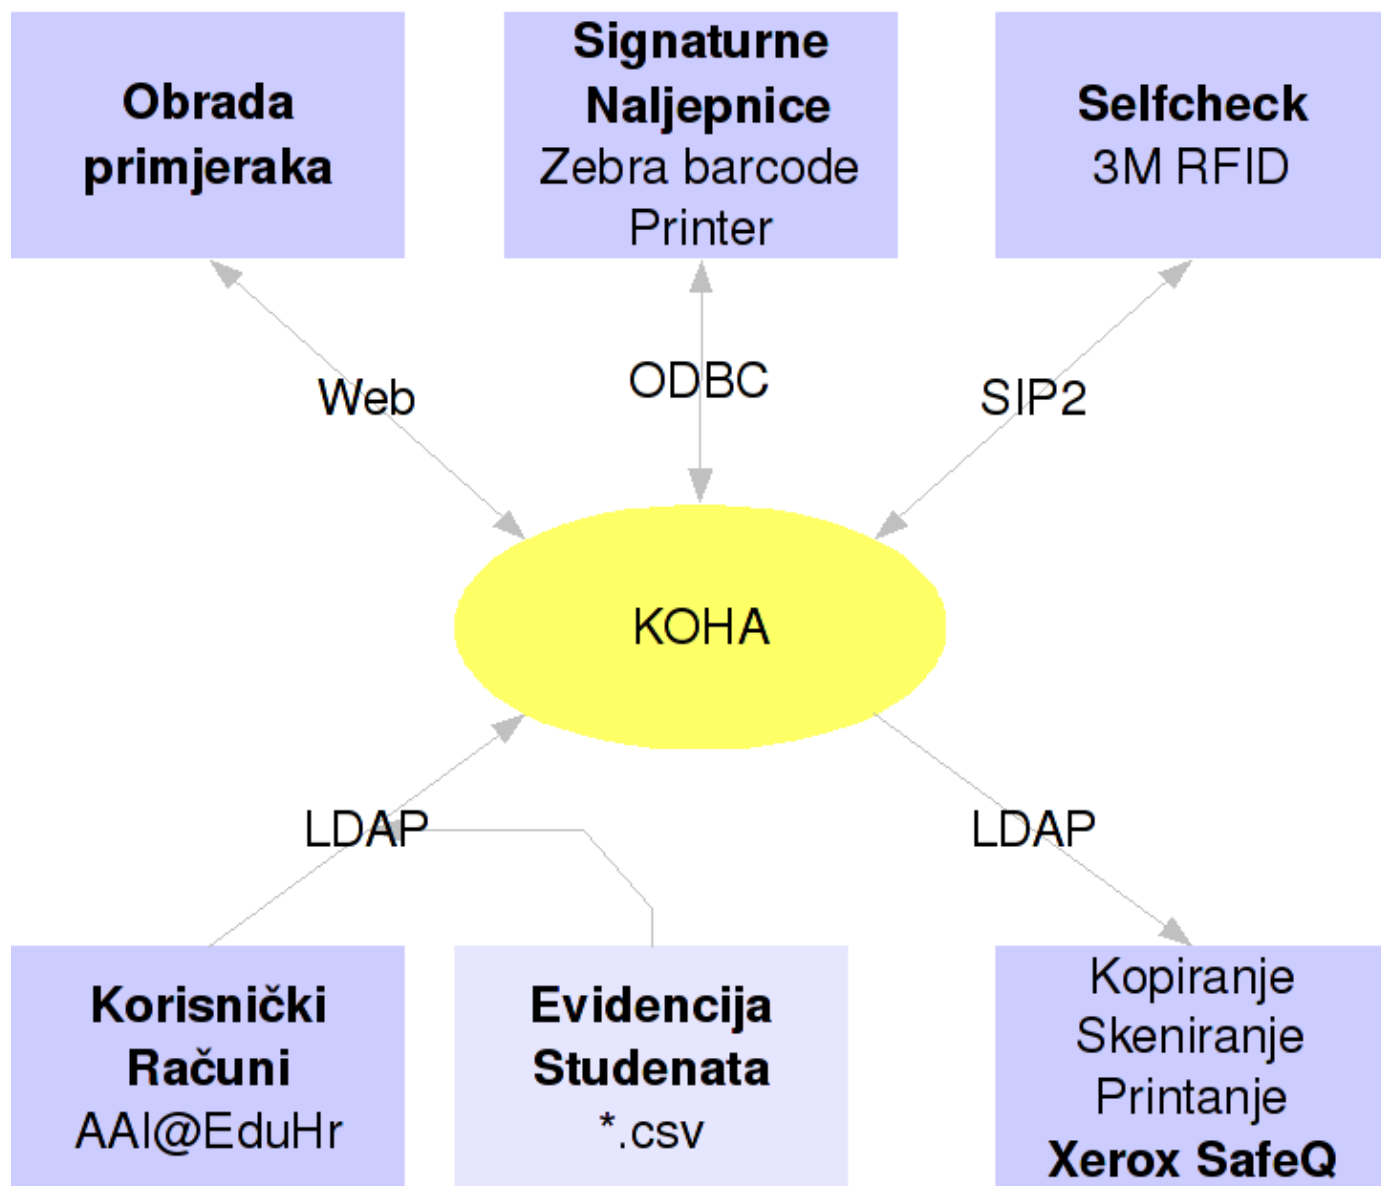 Obrada
primjeraka
Signaturne
Naljepnice
Zebra barcode
Printer
Selfcheck
3M RFID
Web
ODBC
SIP2
KOHA
LDAP
LDAP
Korisnički
Računi
AAI@EduHr
Evidencija
Studenata
*.csv
Kopiranje
Skeniranje
Printanje
Xerox SafeQ